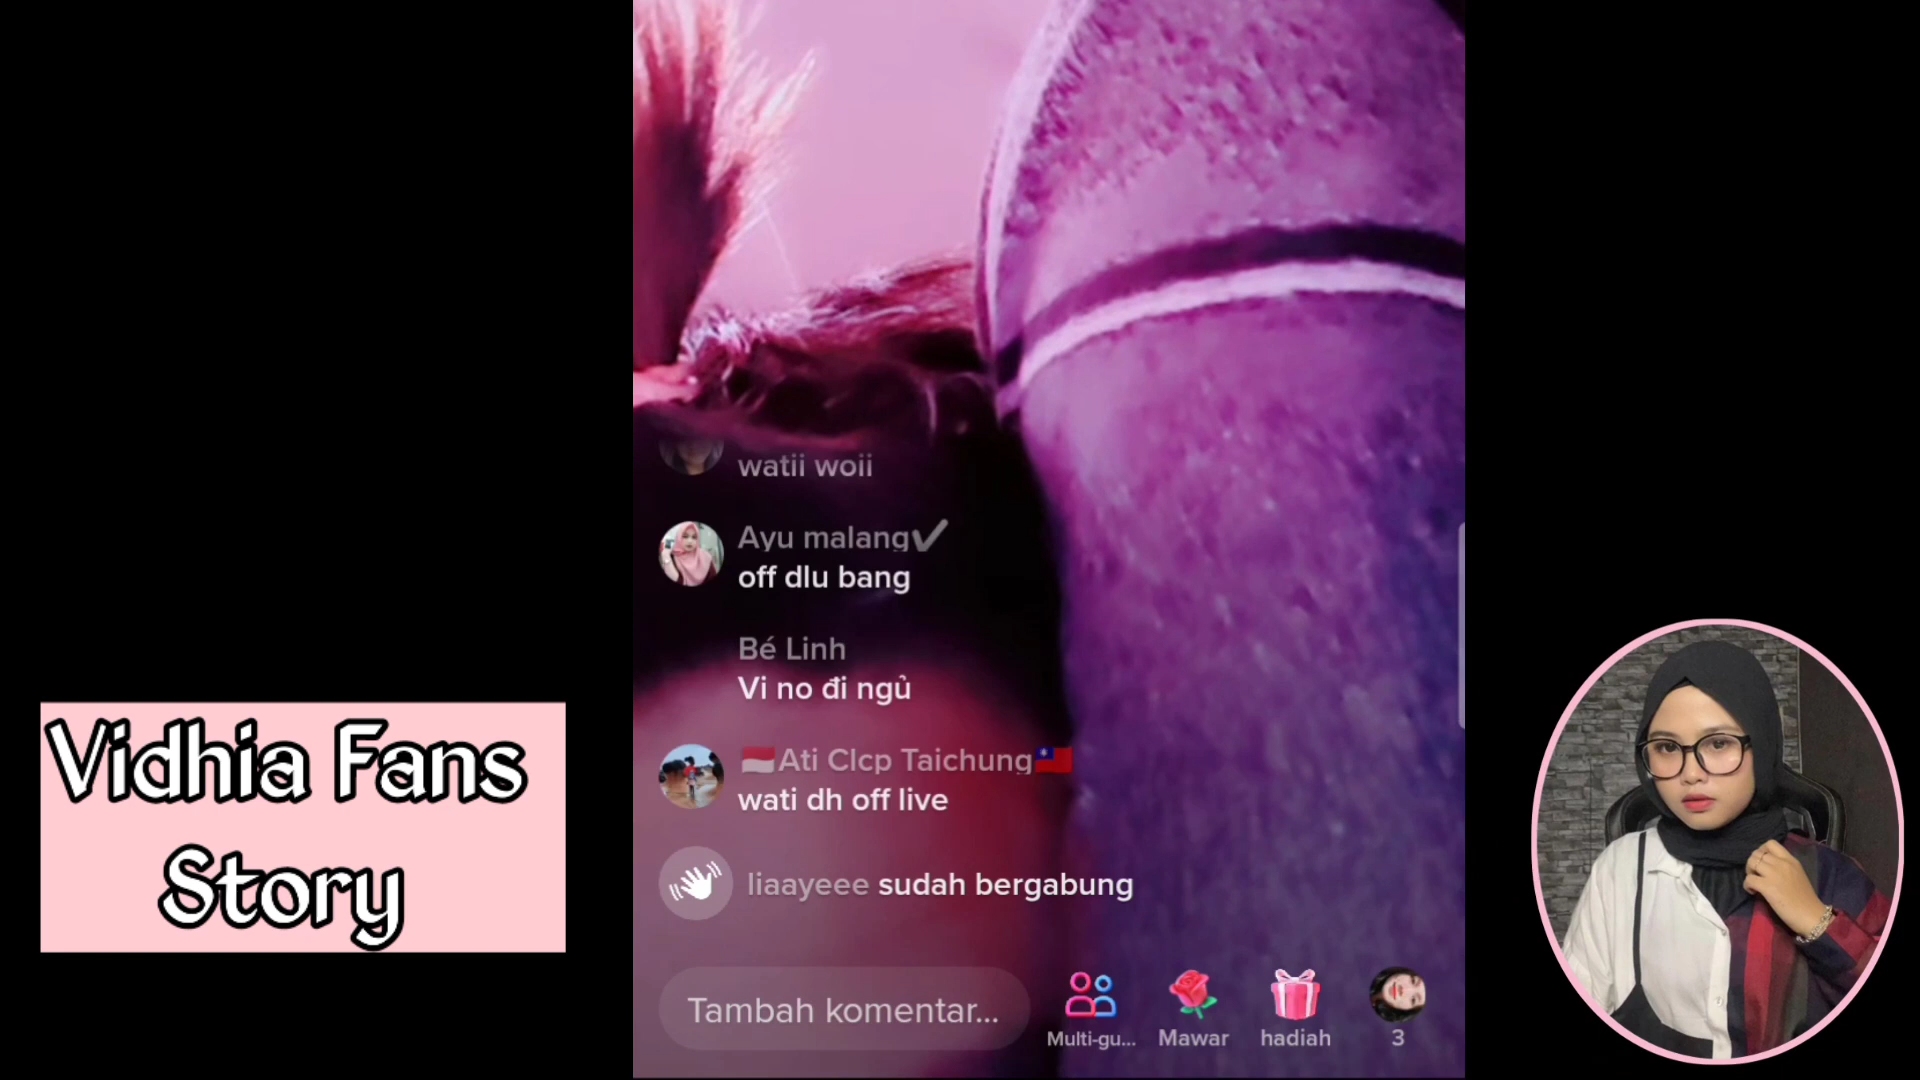 watii woii
Ayu malang✔
off dlu bang
Bé Linh
Vi no đi ngủ
🇮🇩Ati Clcp Taichung🇹🇼
wati dh off live
liaayeee sudah bergabung
Tambah komentar...
Multi-gu...
Mawar
hadiah
3
Vidhia Fans
Story